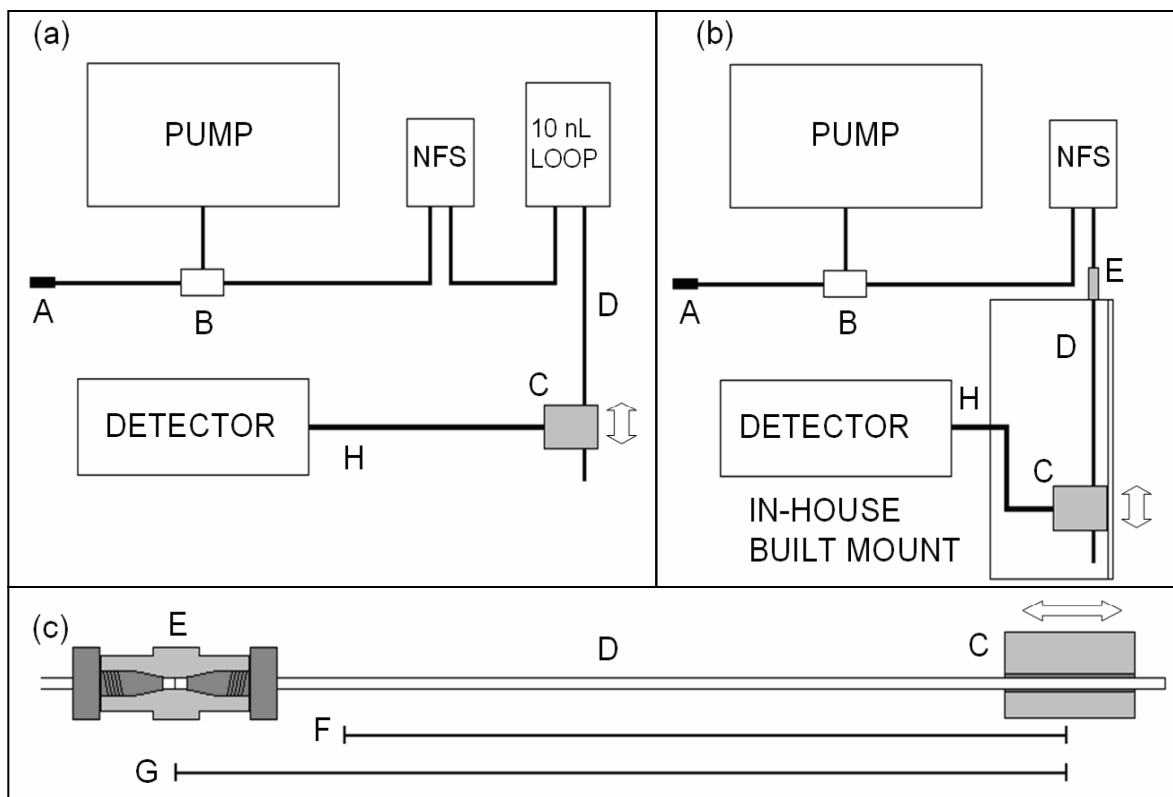 (a)
PUMP
NFS
10 nL
LOOP
A
B
D
C
DETECTOR
H
(b)
PUMP
NFS
E
A
B
D
DETECTOR
H
C
IN-HOUSE
BUILT MOUNT
(c)
E
D
C
F
G